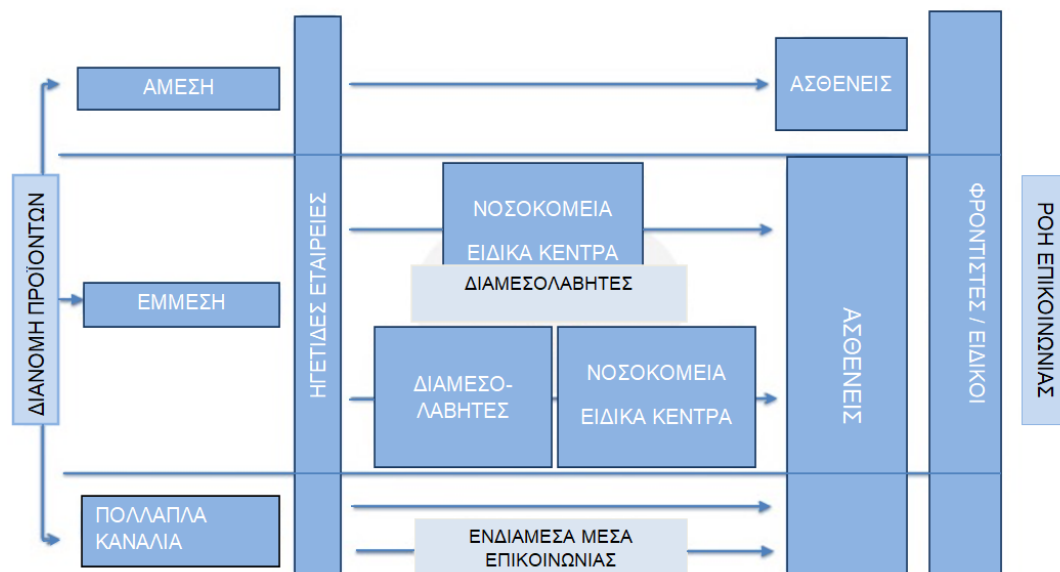 ΔΙΑΝΟΜΗ ΠΡΟΪΟΝΤΩΝ
ΑΜΕΣΗ
ΕΜΜΕΣΗ
ΠΟΛΛΑΠΛΑ
ΚΑΝΑΛΙΑ
ΗΓΕΤΙΔΕΣ ΕΤΑΙΡΕΙΕΣ
ΝΟΣΟΚΟΜΕΙΑ
ΕΙΔΙΚΑ ΚΕΝΤΡΑ
ΔΙΑΜΕΣΟΛΑΒΗΤΕΣ
ΔΙΑΜΕΣΟ-
ΛΑΒΗΤΕΣ
ΝΟΣΟΚΟΜΕΙΑ
ΕΙΔΙΚΑ ΚΕΝΤΡΑ
ΕΝΔΙΑΜΕΣΑ ΜΕΣΑ
ΕΠΙΚΟΙΝΩΝΙΑΣ
ΑΣΘΕΝΕΙΣ
ΑΣΘΕΝΕΙΣ
ΦΡΟΝΤΙΣΤΕΣ / ΕΙΔΙΚΟΙ
ΡΟΗ ΕΠΙΚΟΙΝΩΝΙΑΣ